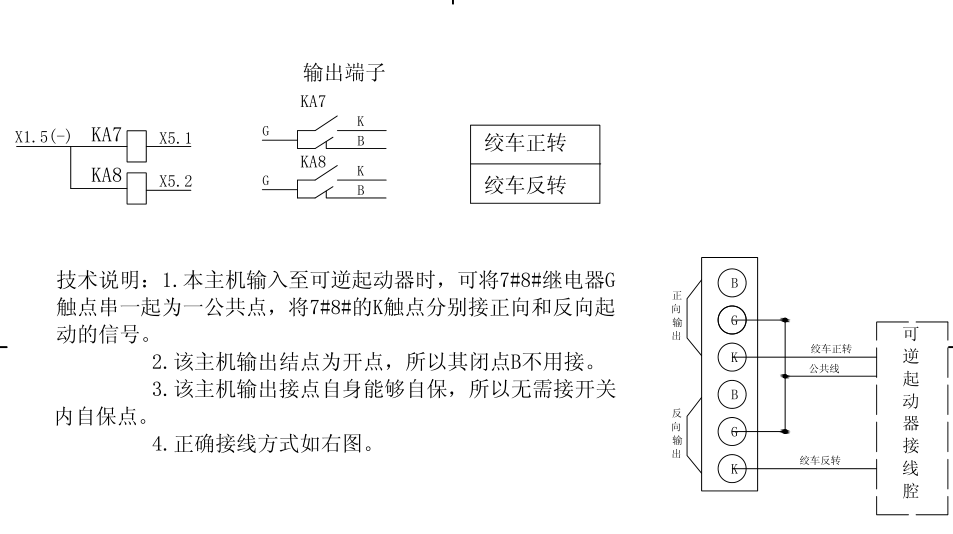 输出端子
KA7
K
G
B
X1.5(-)
KA7
X5.1
KA8
K
G
B
KA8
X5.2
绞车正转
绞车反转
技术说明：1.本主机输入至可逆起动器时，可将7#8#继电器G
触点串一起为一公共点，将7#8#的K触点分别接正向和反向起
动的信号。
2.该主机输出结点为开点，所以其闭点B不用接。
3.该主机输出接点自身能够自保，所以无需接开关
内自保点。
4.正确接线方式如右图。
正向输出
B
G
K
绞车正转
公共线
反向输出
B
G
K
绞车反转
可逆起动器接线腔